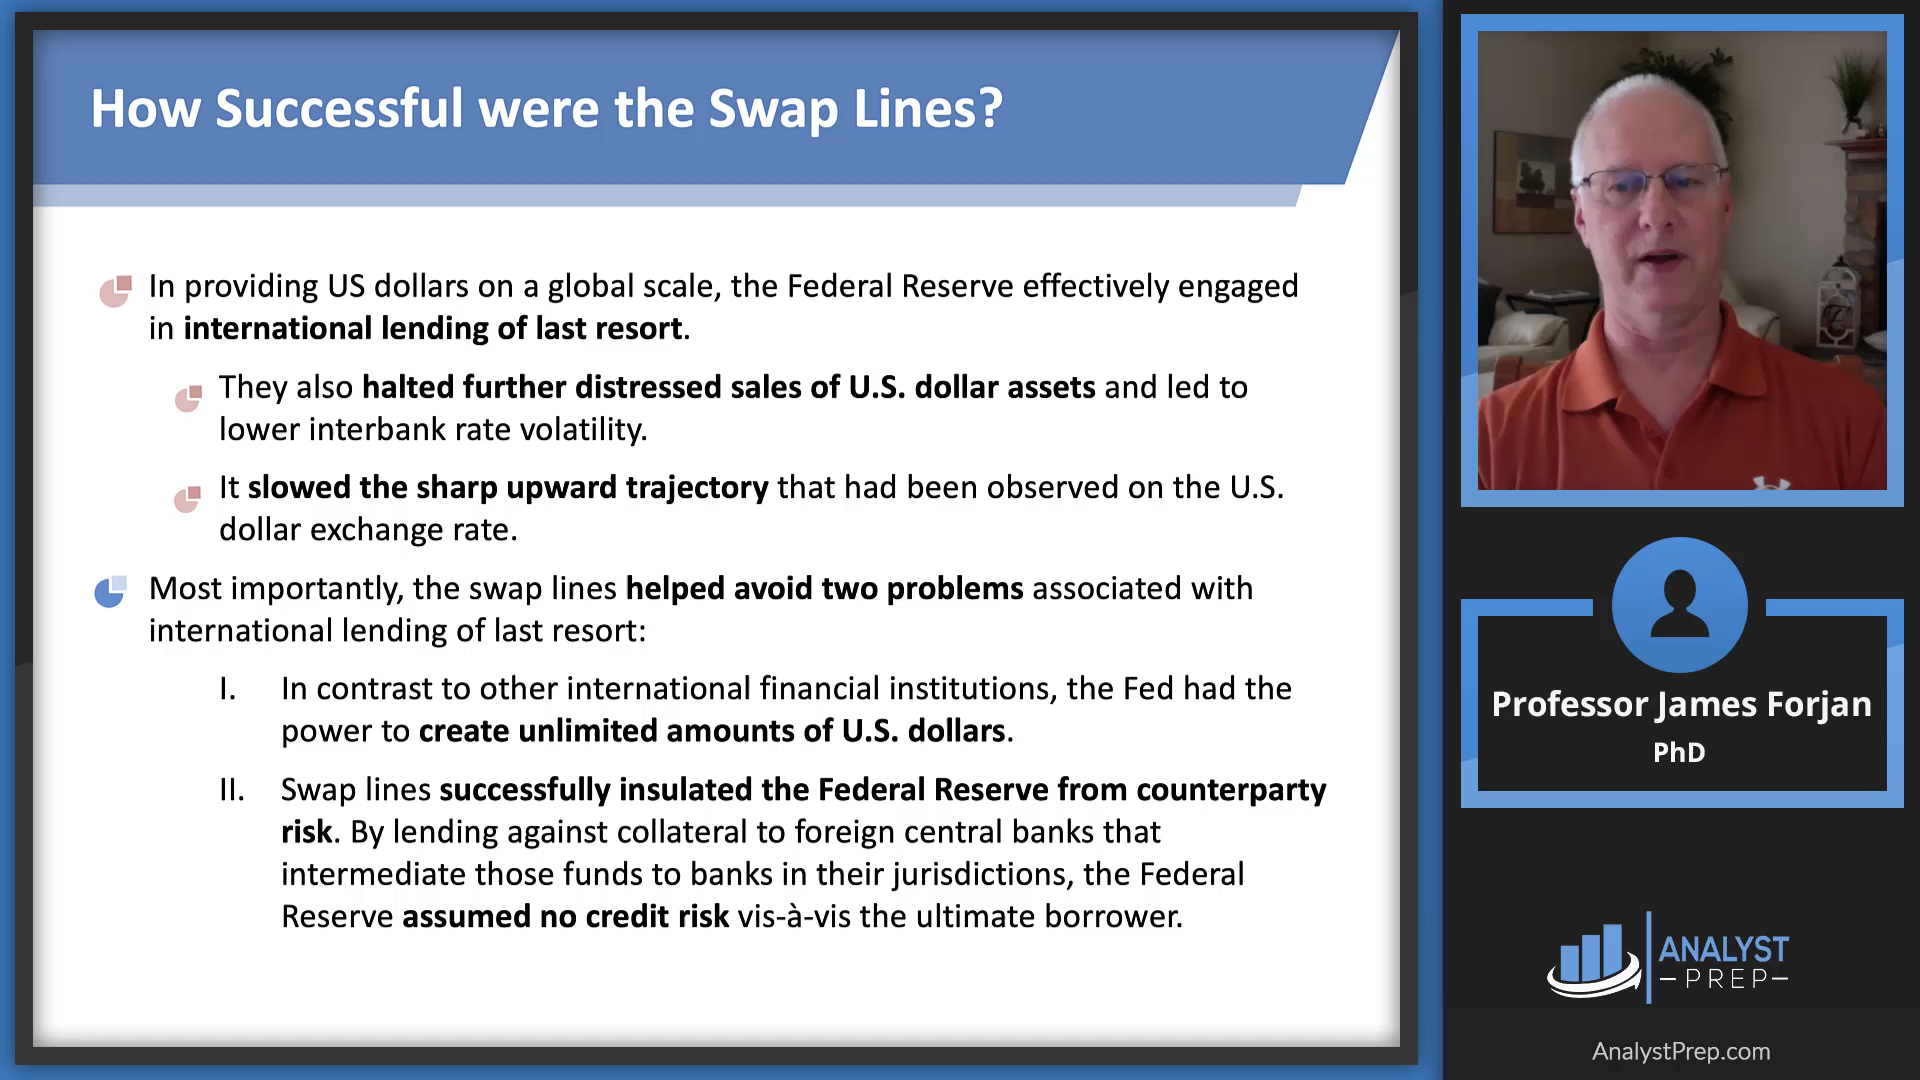 How Successful were the Swap Lines?
In providing US dollars on a global scale, the Federal Reserve effectively engaged
in international lending of last resort.
They also halted further distressed sales of U.S. dollar assets and led to
lower interbank rate volatility.
It slowed the sharp upward trajectory that had been observed on the U.S.
dollar exchange rate.
Most importantly, the swap lines helped avoid two problems associated with
international lending of last resort:
I. In contrast to other international financial institutions, the Fed had the
power to create unlimited amounts of U.S. dollars.
II. Swap lines successfully insulated the Federal Reserve from counterparty
risk. By lending against collateral to foreign central banks that
intermediate those funds to banks in their jurisdictions, the Federal
Reserve assumed no credit risk vis-à-vis the ultimate borrower.
Professor James Forjan
PhD
ANALYST
PREP
AnalystPrep.com